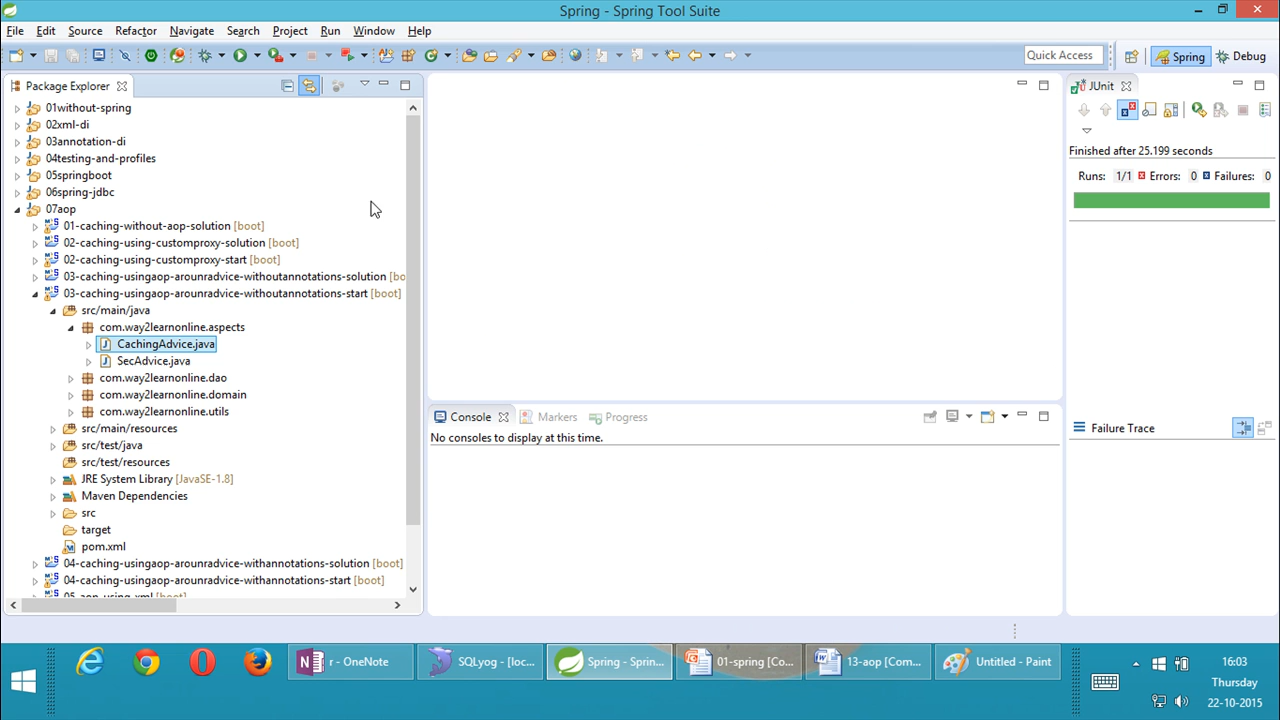 Spring - Spring Tool Suite
File Edit Source Refactor Navigate Search Project Run Window Help
Quick Access
Spring
Debug
Package Explorer
01without-spring
02xml-di
03annotation-di
04testing-and-profiles
05springboot
06spring-jdbc
07aop
01-caching-without-aop-solution [boot]
02-caching-using-customproxy-solution [boot]
02-caching-using-customproxy-start [boot]
03-caching-usingaop-arounradvice-withoutannotations-solution [bo
03-caching-usingaop-arounradvice-withoutannotations-start [boot]
src/main/java
com.way2learnonline.aspects
CachingAdvice.java
SecAdvice.java
com.way2learnonline.dao
com.way2learnonline.domain
com.way2learnonline.utils
src/main/resources
src/test/java
src/test/resources
JRE System Library [JavaSE-1.8]
Maven Dependencies
src
target
pom.xml
04-caching-usingaop-arounradvice-withannotations-solution [boot]
04-caching-usingaop-arounradvice-withannotations-start [boot]
05-aop-using-xml [boot]
Console
Markers
Progress
No consoles to display at this time.
JUnit
Finished after 25.199 seconds
Runs: 1/1 Errors: 0 Failures: 0
Failure Trace
r - OneNote
SQLyog - [loc...
Spring - Sprin...
01-spring [Co...
13-aop [Com...
Untitled - Paint
16:03
Thursday
22-10-2015